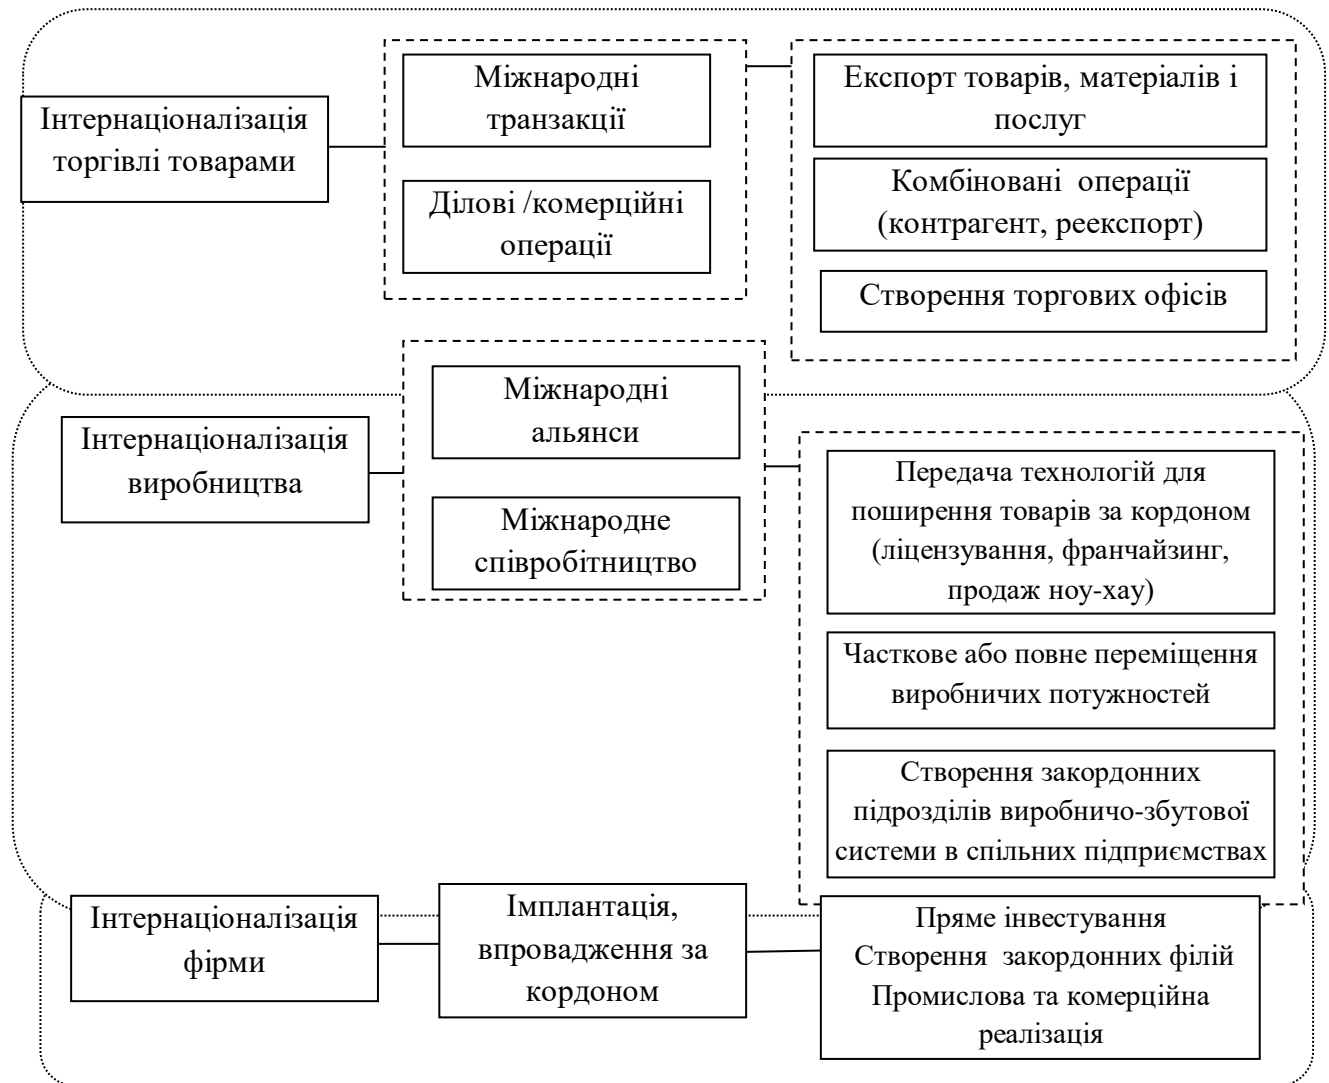 Інтернаціоналізація
торгівлі товарами
Міжнародні
транзакції
Ділові /комерційні
операції
Експорт товарів, матеріалів і
послуг
Комбіновані операції
(контрагент, реекспорт)
Створення торгових офісів
Інтернаціоналізація
виробництва
Міжнародні
альянси
Міжнародне
співробітництво
Передача технологій для
поширення товарів за кордоном
(ліцензування, франчайзинг,
продаж ноу-хау)
Часткове або повне переміщення
виробничих потужностей
Створення закордонних
підрозділів виробничо-збутової
системи в спільних підприємствах
Інтернаціоналізація
фірми
Імплантація,
впровадження за
кордоном
Пряме інвестування
Створення закордонних філій
Промислова та комерційна
реалізація